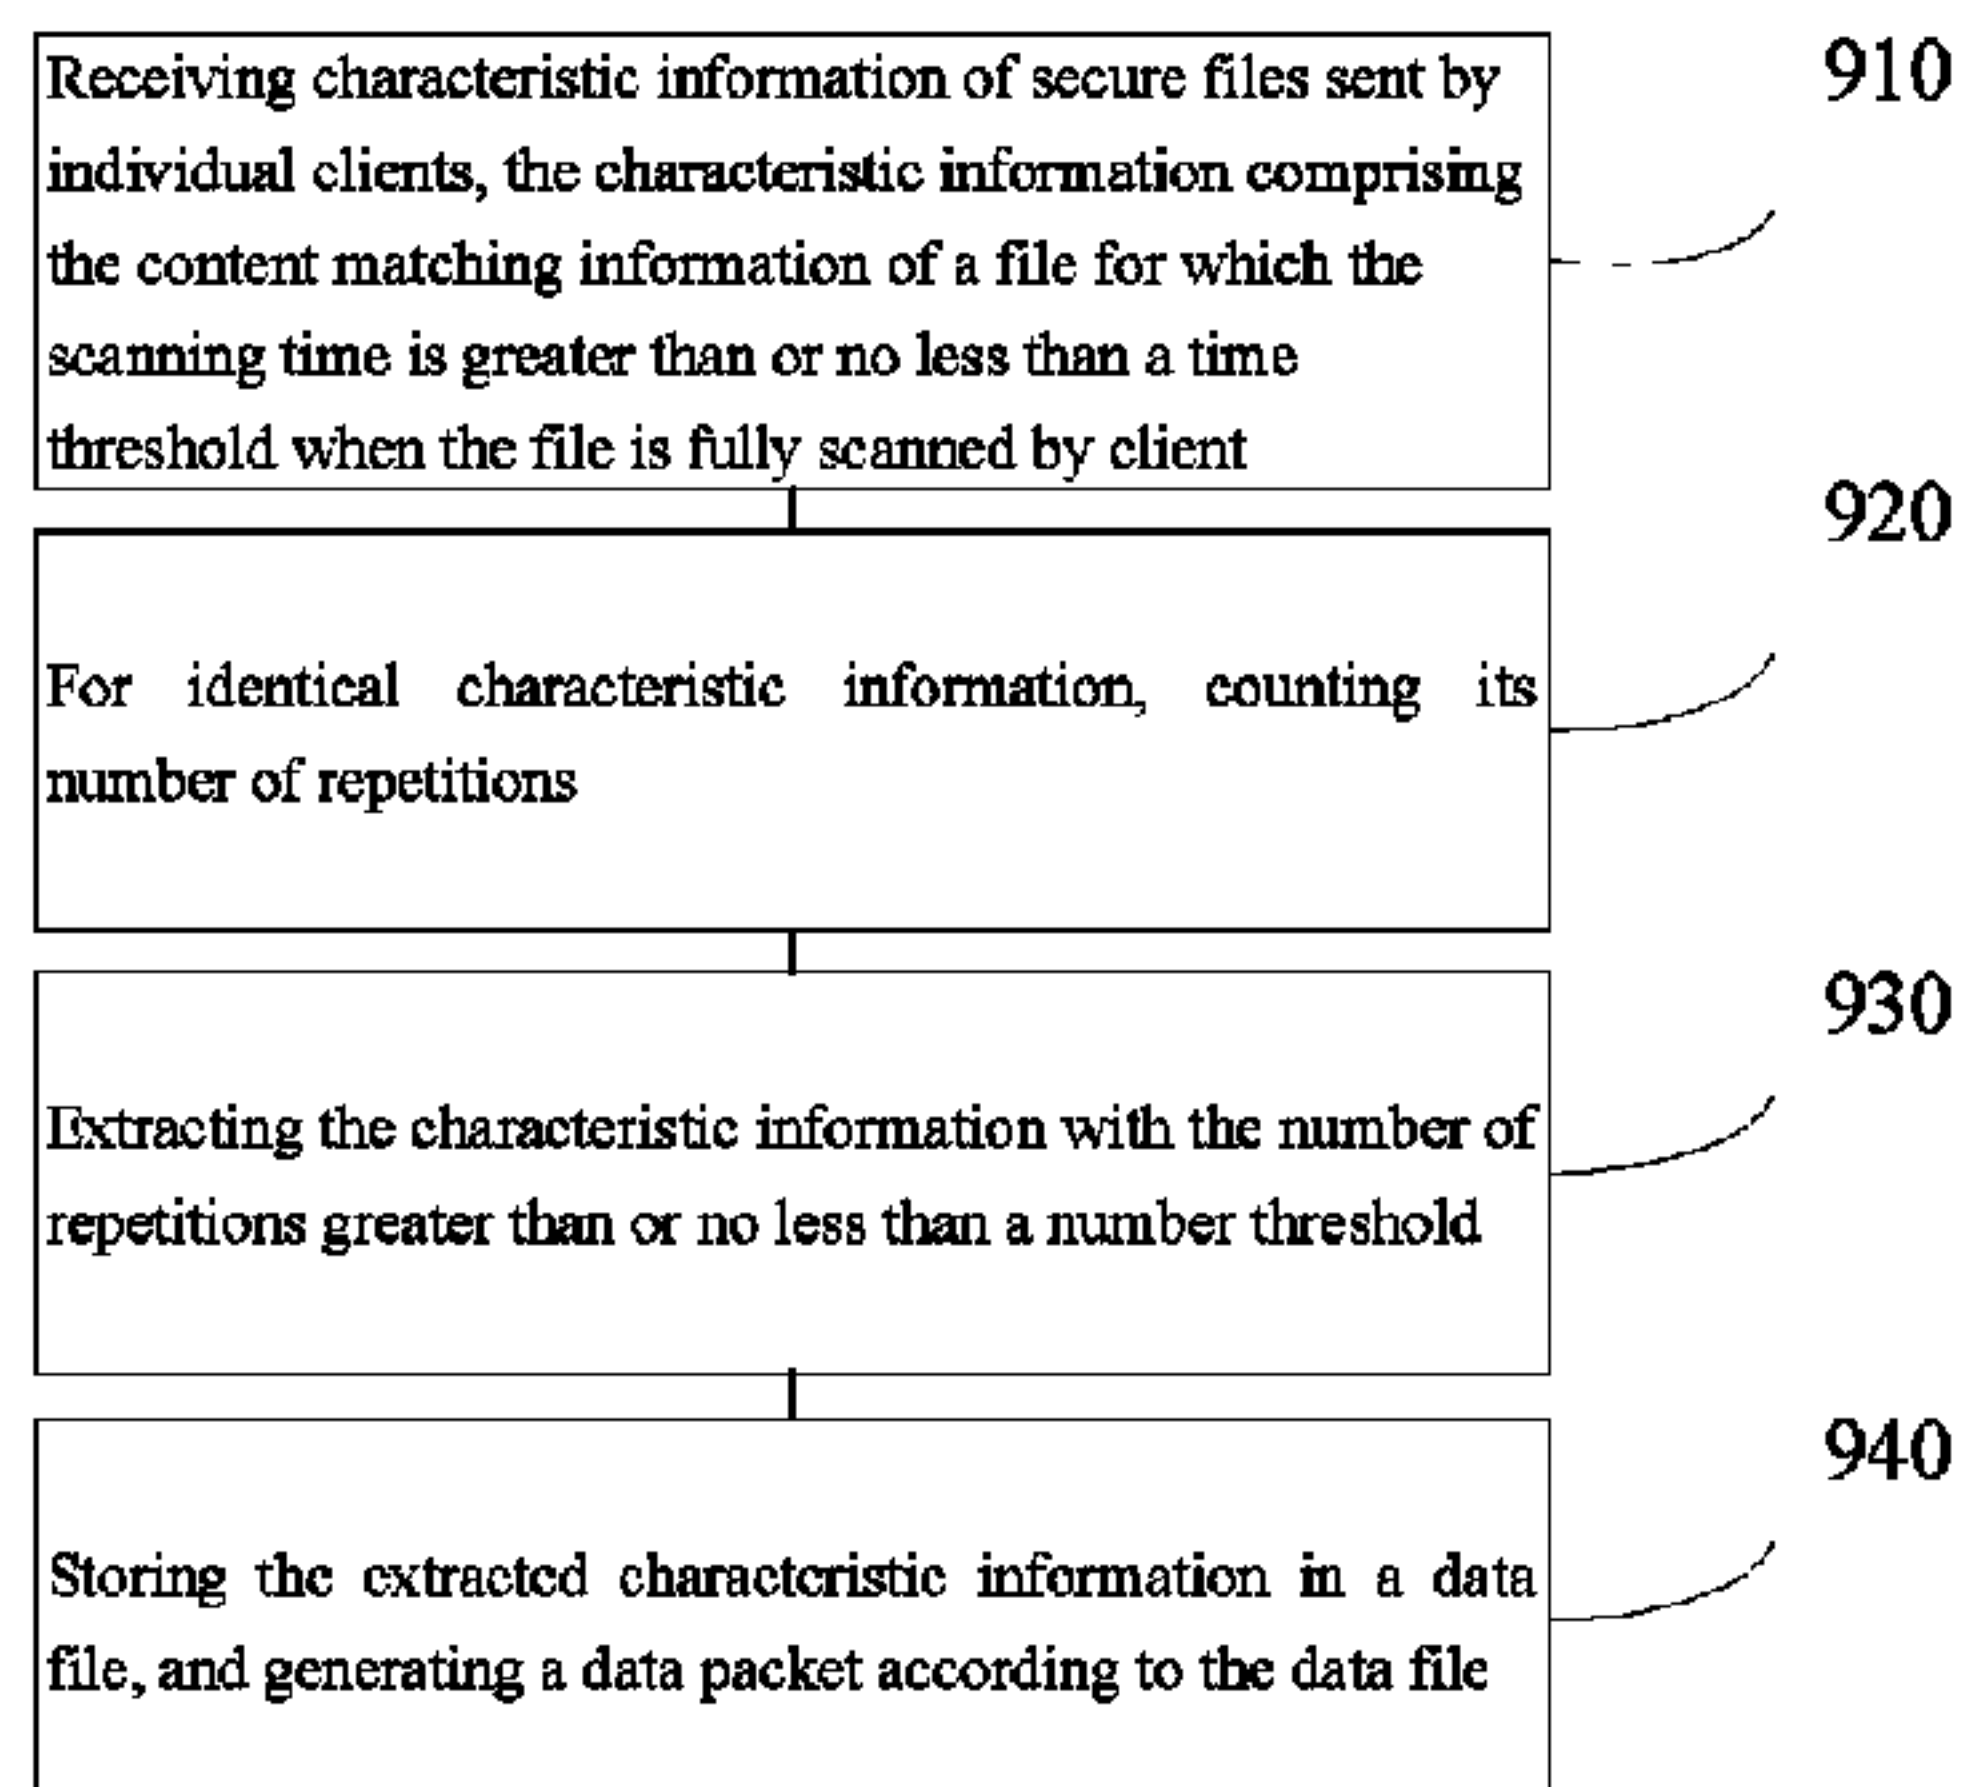 Receiving characteristic information of secure files sent by
individual clients, the characteristic information comprising
the content matching information of a file for which the
scanning time is greater than or no less than a time
threshold when the file is fully scanned by client
910
For identical characteristic information, counting its
number of repetitions
920
Extracting the characteristic information with the number of
repetitions greater than or no less than a number threshold
930
Storing the extracted characteristic information in a data
file, and generating a data packet according to the data file
940